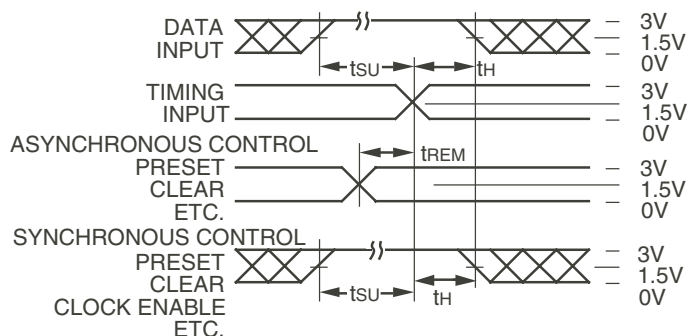 DATA
INPUT
3V
1.5V
0V
tSU
tH
TIMING
INPUT
3V
1.5V
0V
ASYNCHRONOUS CONTROL
PRESET
CLEAR
ETC.
tREM
3V
1.5V
0V
SYNCHRONOUS CONTROL
PRESET
CLEAR
CLOCK ENABLE
ETC.
3V
1.5V
0V
tSU
tH